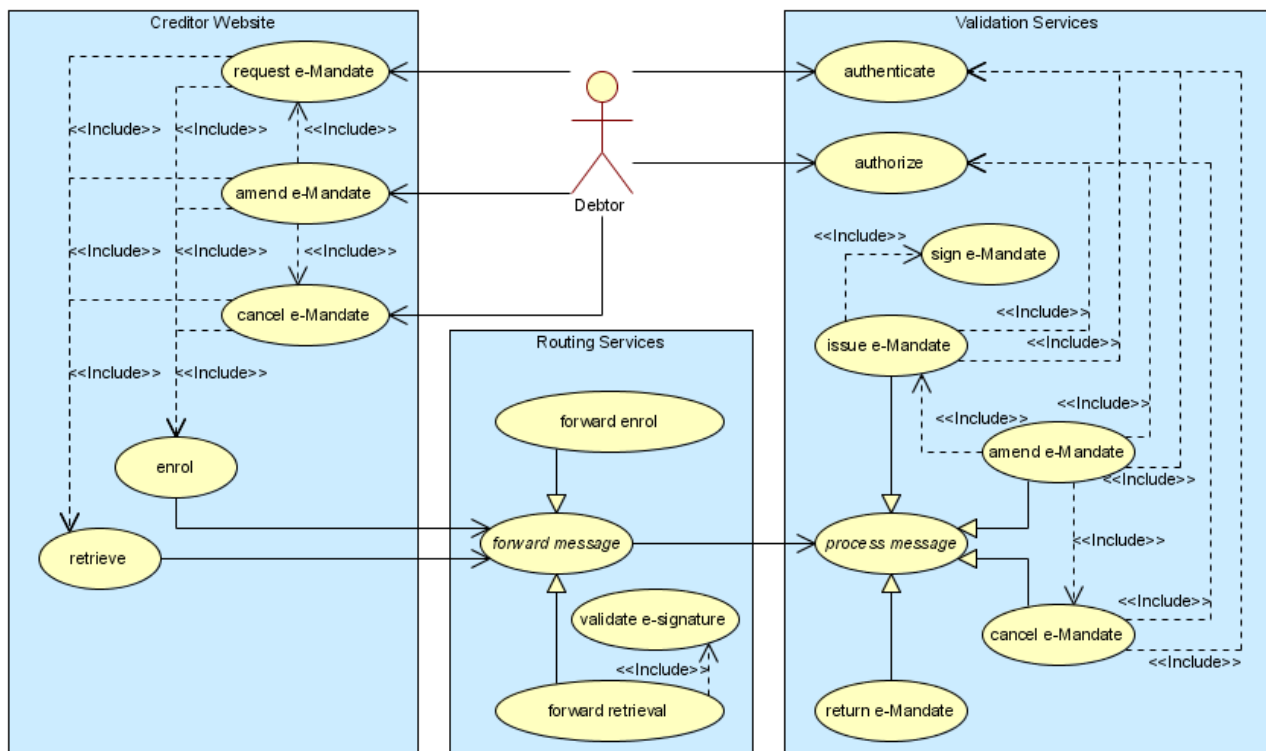 Creditor Website
request e-Mandate
<<Include>>
<<Include>>
amend e-Mandate
<<Include>>
<<Include>>
cancel e-Mandate
<<Include>>
<<Include>>
enrol
retrieve
Debtor
Routing Services
forward enrol
forward message
validate e-signature
<<Include>>
forward retrieval
Validation Services
authenticate
authorize
<<Include>>
sign e-Mandate
issue e-Mandate
<<Include>>
<<Include>>
<<Include>>
<<Include>>
amend e-Mandate
<<Include>>
process message
<<Include>>
cancel e-Mandate
<<Include>>
<<Include>>
return e-Mandate